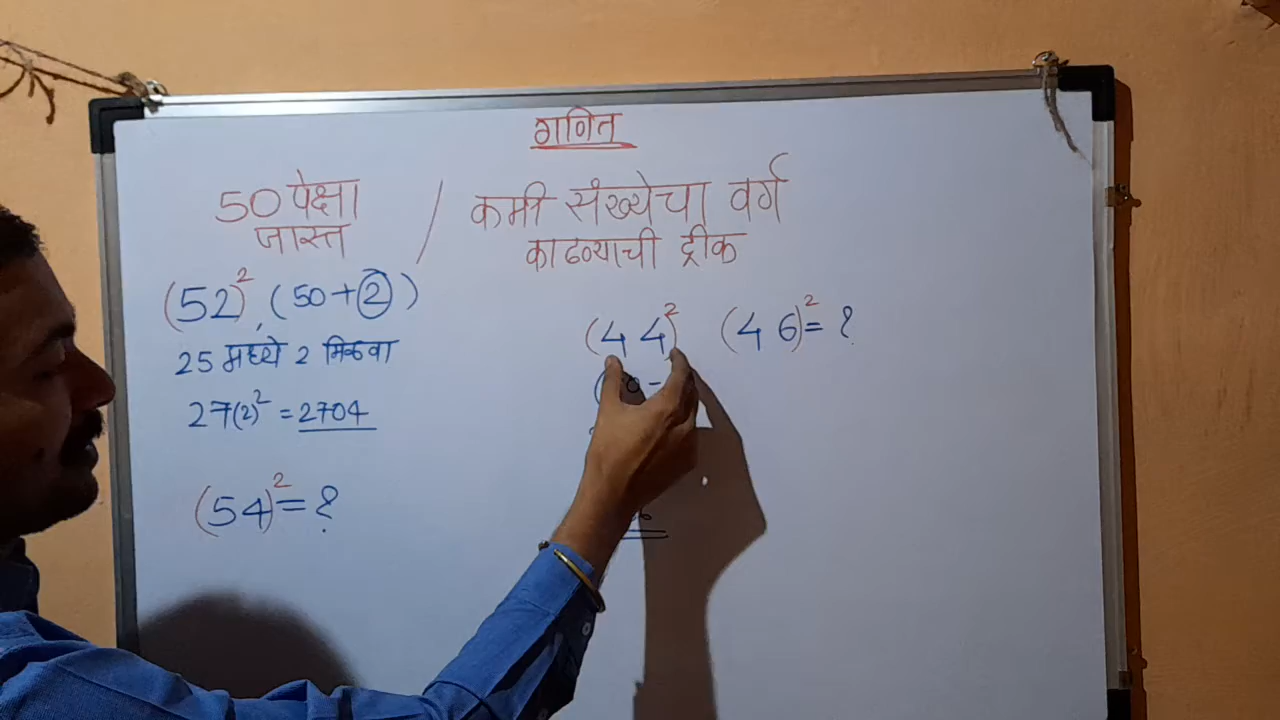 गणित
50 पेक्षा जास्त / कमी संख्येचा वर्ग
काढण्याची ट्रीक
(52)², (50+2)
25 मध्ये 2 मिळवा
27(2)² = 2704
(54)² = ?
(44)² (46)² = ?